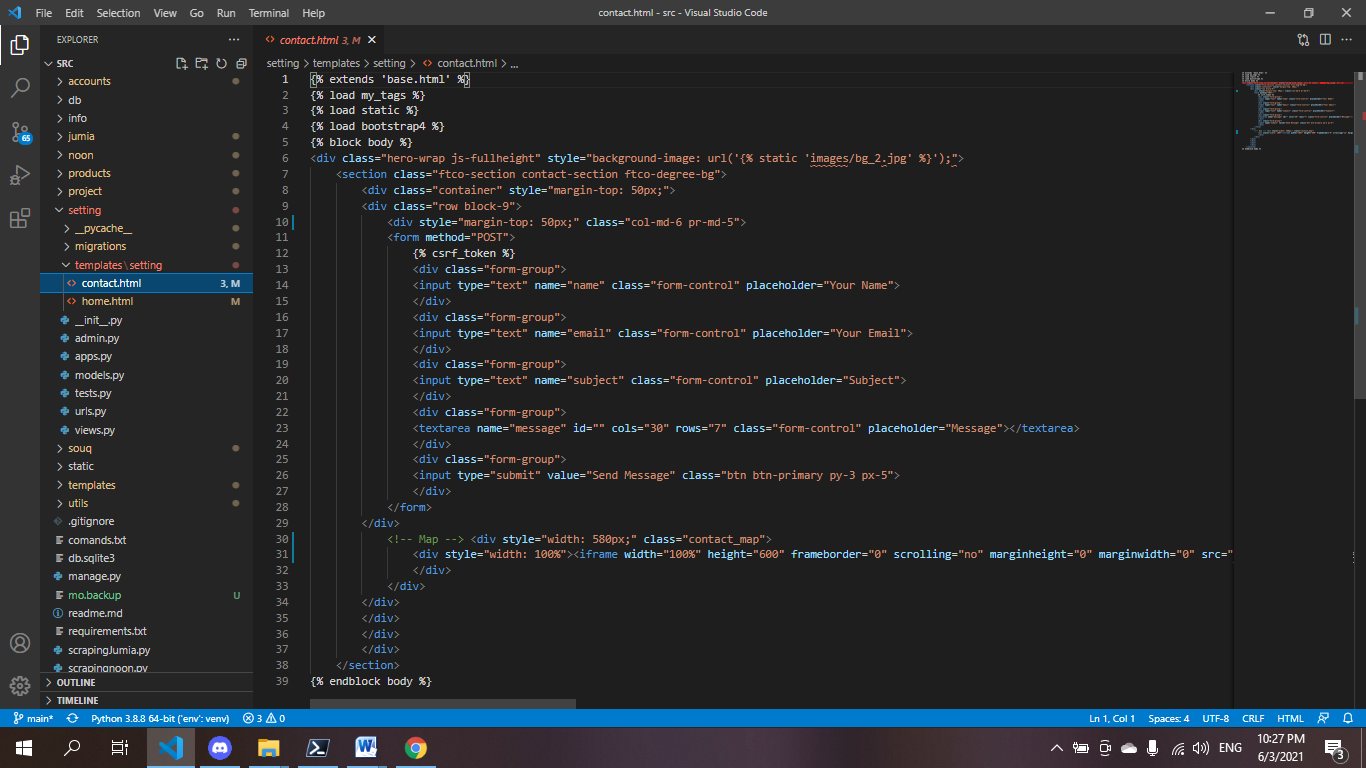 File Edit Selection View Go Run Terminal Help
contact.html - src - Visual Studio Code
EXPLORER
SRC
accounts
db
info
jumia
noon
products
project
setting
__pycache__
migrations
templates\setting
contact.html 3, M
home.html M
__init__.py
admin.py
apps.py
models.py
tests.py
urls.py
views.py
souq
static
templates
utils
.gitignore
comands.txt
db.sqlite3
manage.py
mo.backup U
readme.md
requirements.txt
scrapingJumia.py
scrapingnoon.py
OUTLINE
TIMELINE
65
contact.html 3, M
setting > templates > setting > contact.html > ...
1 {% extends 'base.html' %}
2 {% load my_tags %}
3 {% load static %}
4 {% load bootstrap4 %}
5 {% block body %}
6 <div class="hero-wrap js-fullheight" style="background-image: url('{% static 'images/bg_2.jpg' %}');">
7 <section class="ftco-section contact-section ftco-degree-bg">
8 <div class="container" style="margin-top: 50px;">
9 <div class="row block-9">
10 <div style="margin-top: 50px;" class="col-md-6 pr-md-5">
11 <form method="POST">
12 {% csrf_token %}
13 <div class="form-group">
14 <input type="text" name="name" class="form-control" placeholder="Your Name">
15 </div>
16 <div class="form-group">
17 <input type="text" name="email" class="form-control" placeholder="Your Email">
18 </div>
19 <div class="form-group">
20 <input type="text" name="subject" class="form-control" placeholder="Subject">
21 </div>
22 <div class="form-group">
23 <textarea name="message" id="" cols="30" rows="7" class="form-control" placeholder="Message"></textarea>
24 </div>
25 <div class="form-group">
26 <input type="submit" value="Send Message" class="btn btn-primary py-3 px-5">
27 </div>
28 </form>
29 </div>
30 <!-- Map --> <div style="width: 580px;" class="contact_map">
31 <div style="width: 100%"><iframe width="100%" height="600" frameborder="0" scrolling="no" marginheight="0" marginwidth="0" src="
32 </div>
33 </div>
34 </div>
35 </div>
36 </div>
37 </div>
38 </section>
39 {% endblock body %}
main* Python 3.8.8 64-bit ('env': venv) 3 0 Ln 1, Col 1 Spaces: 4 UTF-8 CRLF HTML
ENG
10:27 PM
6/3/2021
3